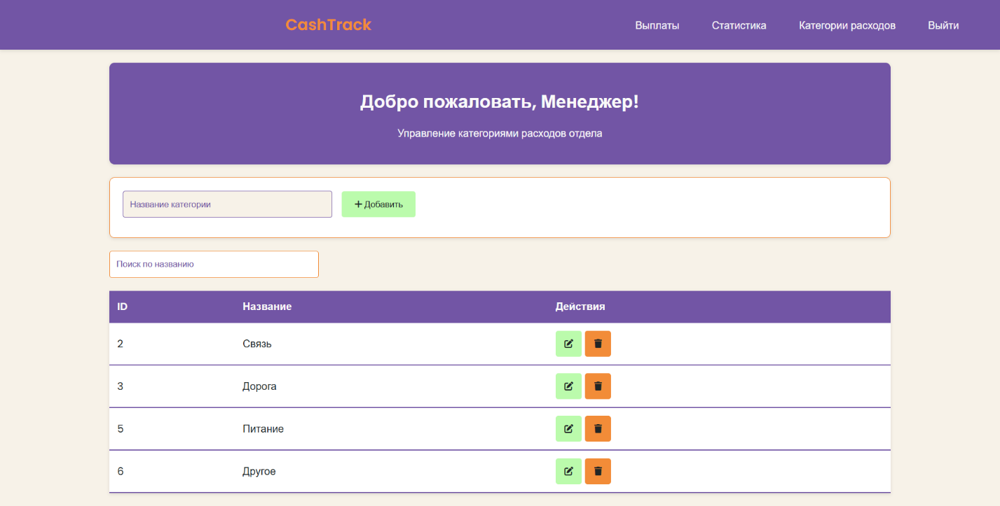 CashTrack
Выплаты Статистика Категории расходов Выйти
Добро пожаловать, Менеджер!
Управление категориями расходов отдела
Название категории + Добавить
Поиск по названию
ID Название Действия
2 Связь
3 Дорога
5 Питание
6 Другое